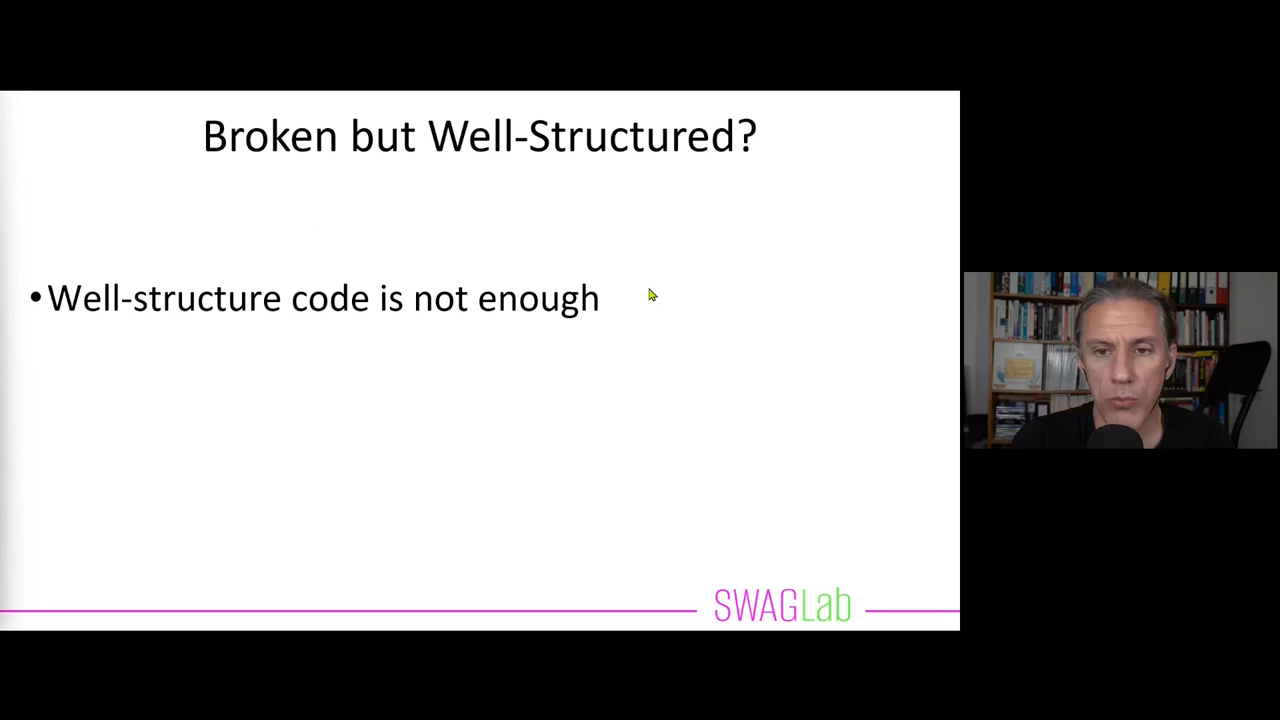 Broken but Well-Structured?
•Well-structure code is not enough
SWAGLab